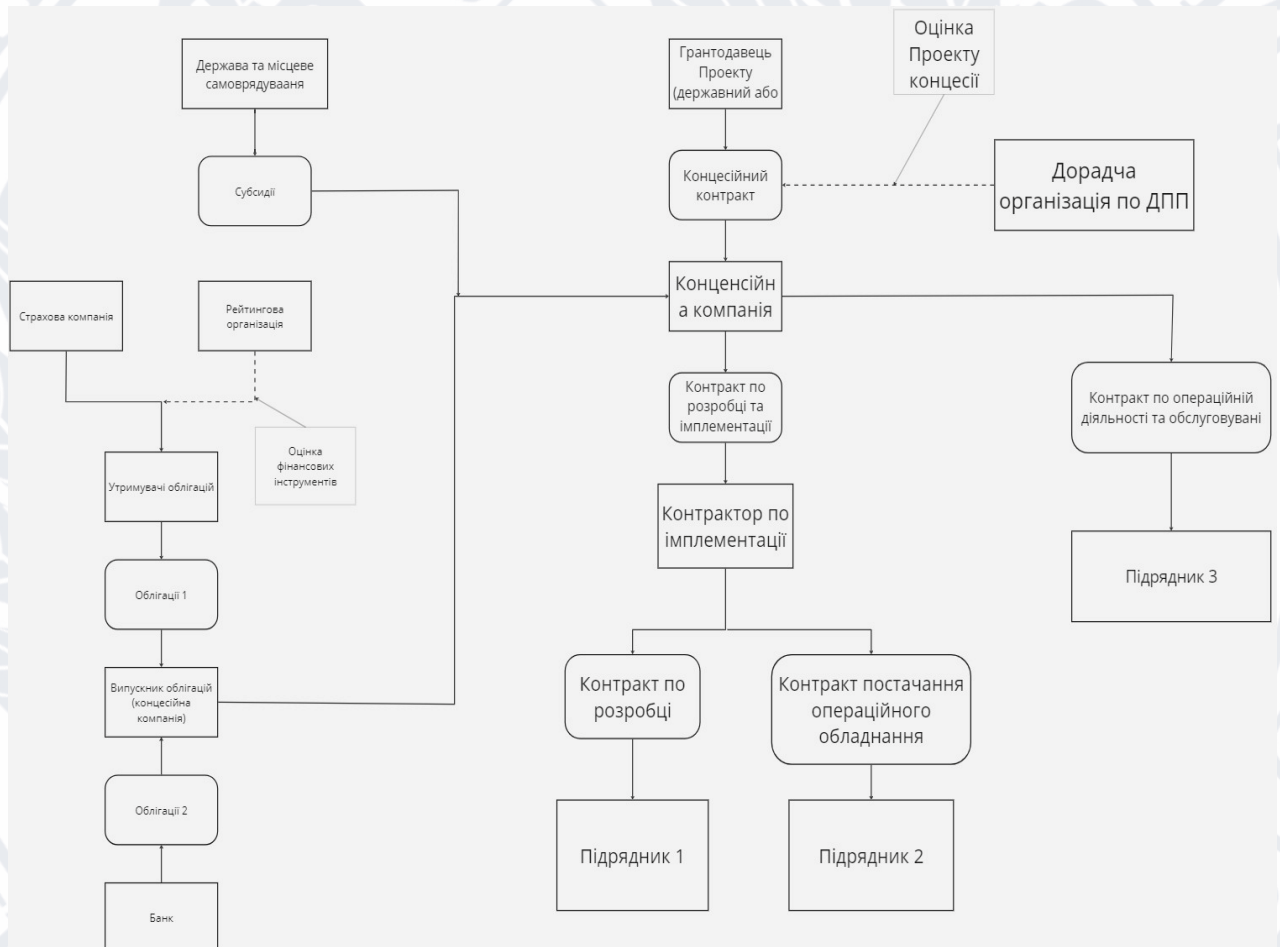 Оцінка
Проекту
концесії
Держава та місцеве
самоврядувааня
Грантодавець
Проекту
(державний або
Субсидії
Концесійний
контракт
Дорадча
організація по ДПП
Страхова компанія
Рейтингова
організація
Конценсійн
а компанія
Контракт по
розробці та
імплементації
Контракт по операційній
діяльності та обслуговувані
Оцінка
фінансових
інструментів
Утримувачі облігацій
Контрактор по
імплементації
Підрядник 3
Облігації 1
Випускник облігацій
(концесійна
компанія)
Контракт по
розробці
Контракт постачання
операційного
обладнання
Облігації 2
Підрядник 1
Підрядник 2
Банк